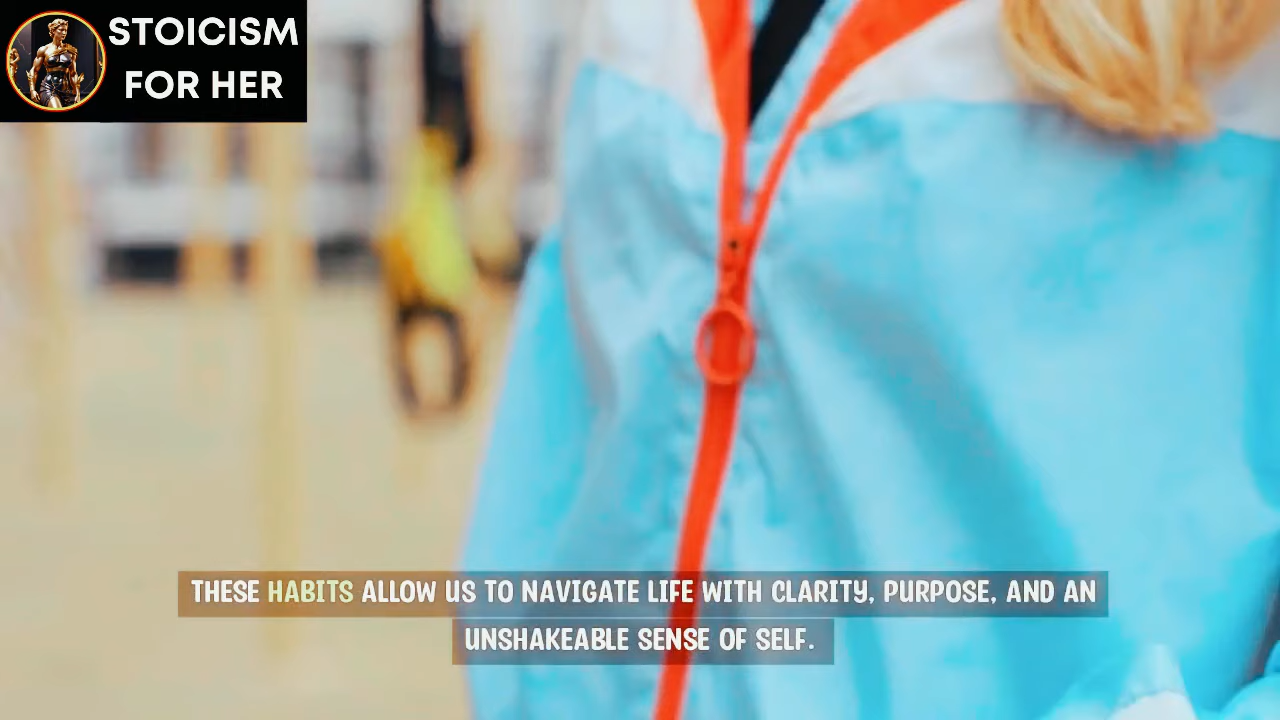 STOICISM
FOR HER
THESE HABITS ALLOW US TO NAVIGATE LIFE WITH CLARITY, PURPOSE, AND AN
UNSHAKEABLE SENSE OF SELF.